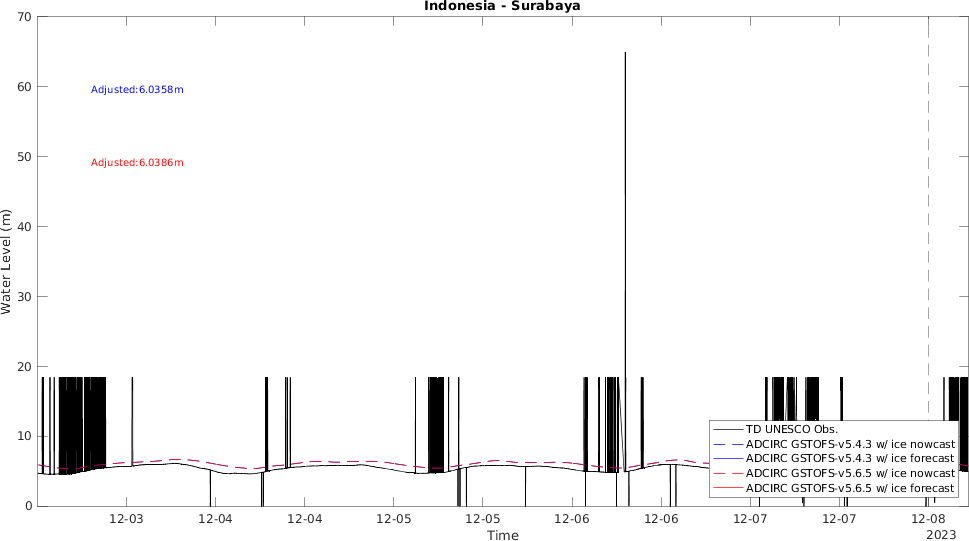 Indonesia - Surabaya
70
60
50
40
30
20
10
0
Water Level (m)
Adjusted:6.0358m
Adjusted:6.0386m
TD UNESCO Obs.
ADCIRC GSTOFS-v5.4.3 w/ ice nowcast
ADCIRC GSTOFS-v5.4.3 w/ ice forecast
ADCIRC GSTOFS-v5.6.5 w/ ice nowcast
ADCIRC GSTOFS-v5.6.5 w/ ice forecast
12-03 12-04 12-04 12-05 12-05 12-06 12-06 12-07 12-07 12-08
2023
Time